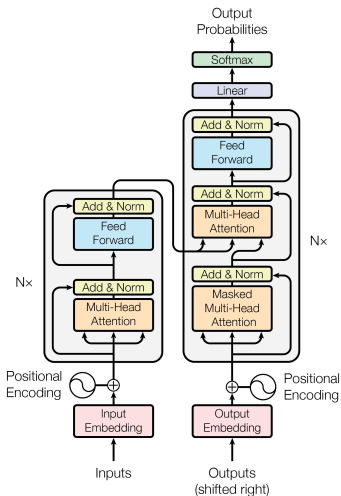 Output
Probabilities
Softmax
Linear
Add & Norm
Feed
Forward
Add & Norm
Multi-Head
Attention
Add & Norm
Masked
Multi-Head
Attention
N×
Add & Norm
Feed
Forward
N×
Add & Norm
Multi-Head
Attention
Positional
Encoding
Positional
Encoding
Input
Embedding
Output
Embedding
Inputs
Outputs
(shifted right)